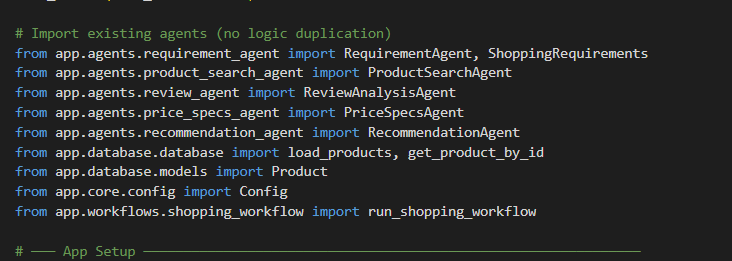 # Import existing agents (no logic duplication)
from app.agents.requirement_agent import RequirementAgent, ShoppingRequirements
from app.agents.product_search_agent import ProductSearchAgent
from app.agents.review_agent import ReviewAnalysisAgent
from app.agents.price_specs_agent import PriceSpecsAgent
from app.agents.recommendation_agent import RecommendationAgent
from app.database.database import load_products, get_product_by_id
from app.database.models import Product
from app.core.config import Config
from app.workflows.shopping_workflow import run_shopping_workflow
# ─── App Setup ───────────────────────────────────────────────────────────────